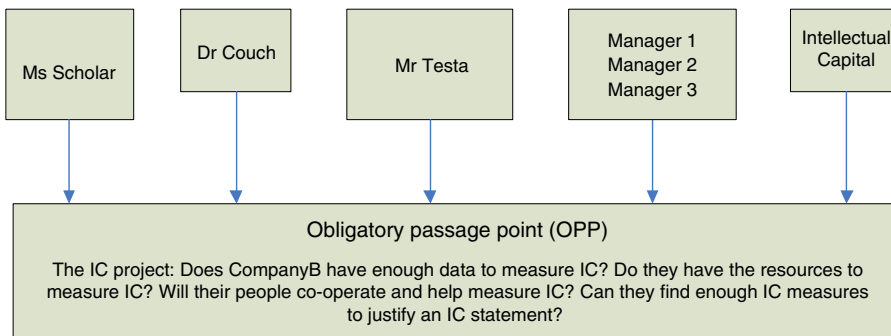 Ms Scholar
Dr Couch
Mr Testa
Manager 1
Manager 2
Manager 3
Intellectual
Capital
Obligatory passage point (OPP)
The IC project: Does CompanyB have enough data to measure IC? Do they have the resources to
measure IC? Will their people co-operate and help measure IC? Can they find enough IC measures
to justify an IC statement?